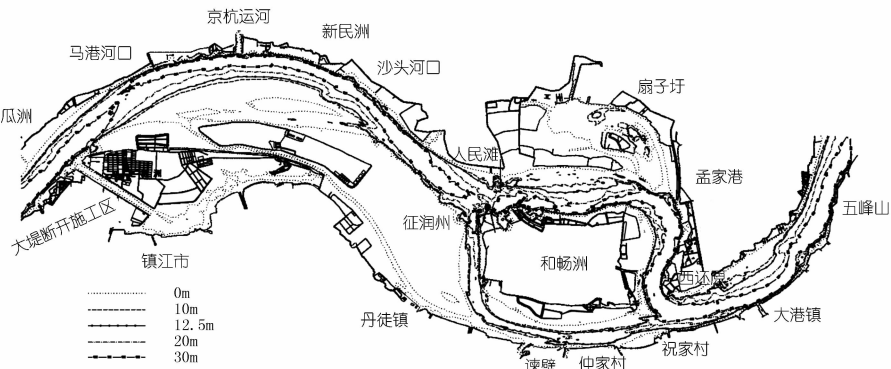 京杭运河
新民洲
马港河口
沙头河口
扇子圩
瓜洲
人民滩
孟家港
五峰山
征润州
大堤断开施工区
镇江市
和畅洲
西还原
丹徒镇
大港镇
祝家村
谏壁
仲家村
0m
10m
12.5m
20m
30m